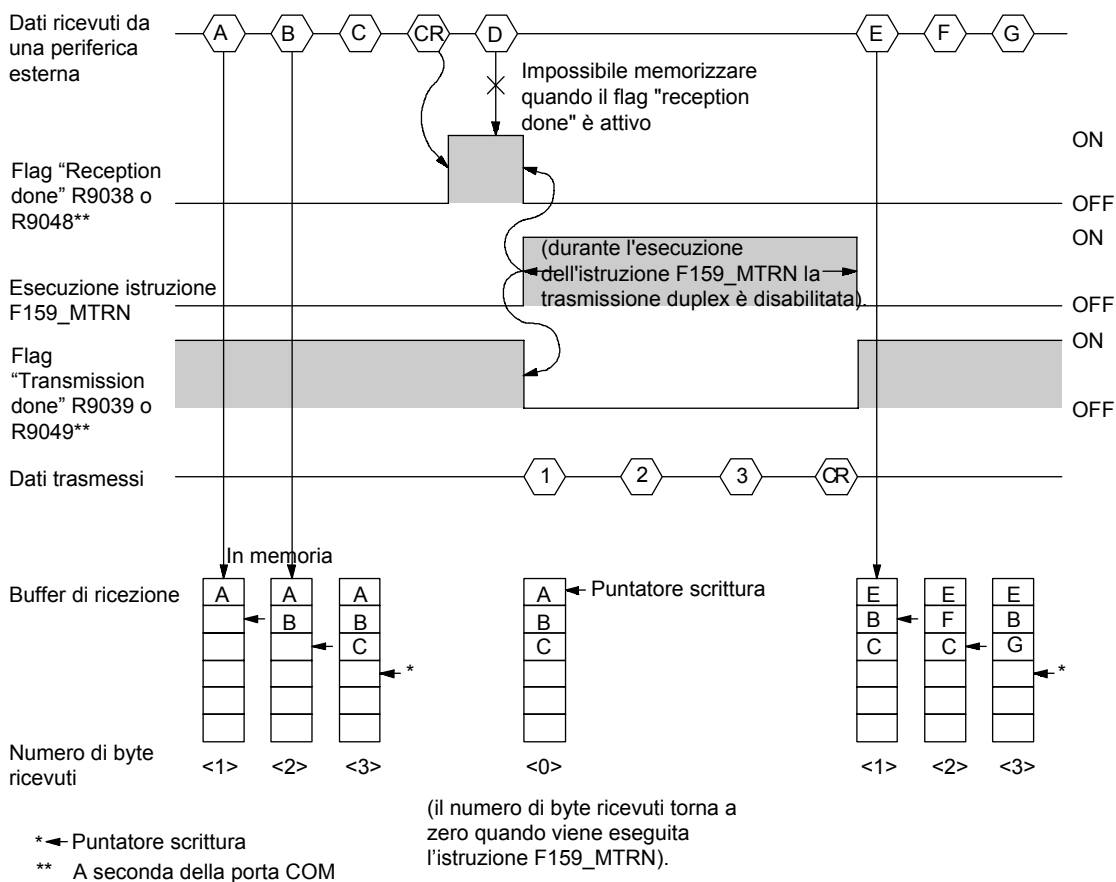 Dati ricevuti da
una periferica
esterna
A B C CR D E F G
Impossibile memorizzare
quando il flag "reception
done" è attivo
ON
Flag “Reception
done” R9038 o
R9048**
OFF
ON
(durante l'esecuzione
dell'istruzione F159_MTRN la
trasmissione duplex è disabilitata).
Esecuzione istruzione
F159_MTRN
OFF
ON
Flag
“Transmission
done” R9039 o
R9049**
OFF
Dati trasmessi
1 2 3 CR
In memoria
Buffer di ricezione
A A A A E E E
B B B B F B
C C C C G
Puntatore scrittura
* *
Numero di byte
ricevuti
<1> <2> <3> <0> <1> <2> <3>
(il numero di byte ricevuti torna a
zero quando viene eseguita
l’istruzione F159_MTRN).
* Puntatore scrittura
** A seconda della porta COM